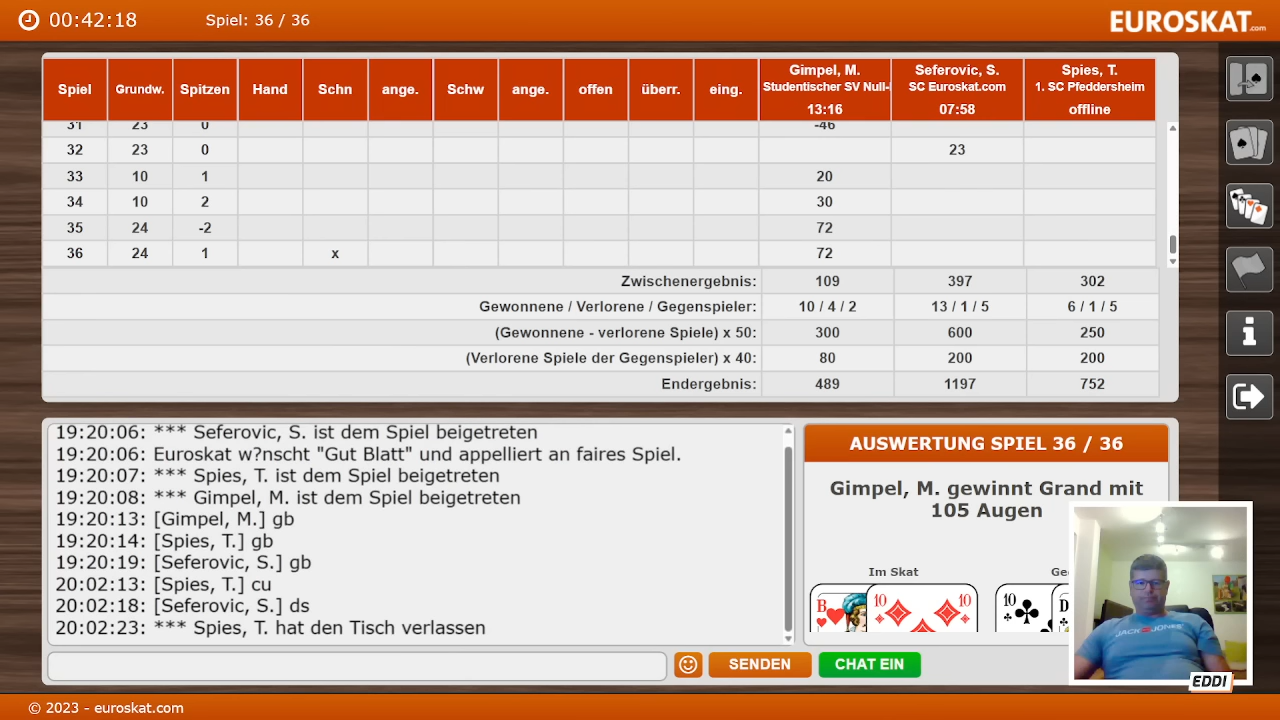 00:42:18 Spiel: 36 / 36 EUROSKAT.com
Gimpel, M. Seferovic, S. Spies, T.
Spiel Grundw. Spitzen Hand Schn ange. Schw ange. offen überr. eing. Studentischer SV Null- SC Euroskat.com 1. SC Pfeddersheim
13:16 07:58 offline
31 23 0 -46
32 23 0 23
33 10 1 20
34 10 2 30
35 24 -2 72
36 24 1 x 72
Zwischenergebnis: 109 397 302
Gewonnene / Verlorene / Gegenspieler: 10 / 4 / 2 13 / 1 / 5 6 / 1 / 5
(Gewonnene - verlorene Spiele) x 50: 300 600 250
(Verlorene Spiele der Gegenspieler) x 40: 80 200 200
Endergebnis: 489 1197 752
19:20:06: *** Seferovic, S. ist dem Spiel beigetreten
19:20:06: Euroskat w?nscht "Gut Blatt" und appelliert an faires Spiel.
19:20:07: *** Spies, T. ist dem Spiel beigetreten
19:20:08: *** Gimpel, M. ist dem Spiel beigetreten
19:20:13: [Gimpel, M.] gb
19:20:14: [Spies, T.] gb
19:20:19: [Seferovic, S.] gb
20:02:13: [Spies, T.] cu
20:02:18: [Seferovic, S.] ds
20:02:23: *** Spies, T. hat den Tisch verlassen
SENDEN CHAT EIN
AUSWERTUNG SPIEL 36 / 36
Gimpel, M. gewinnt Grand mit
105 Augen
Im Skat
B 10 10 10 D
JACK & JONES
EDDI
© 2023 - euroskat.com